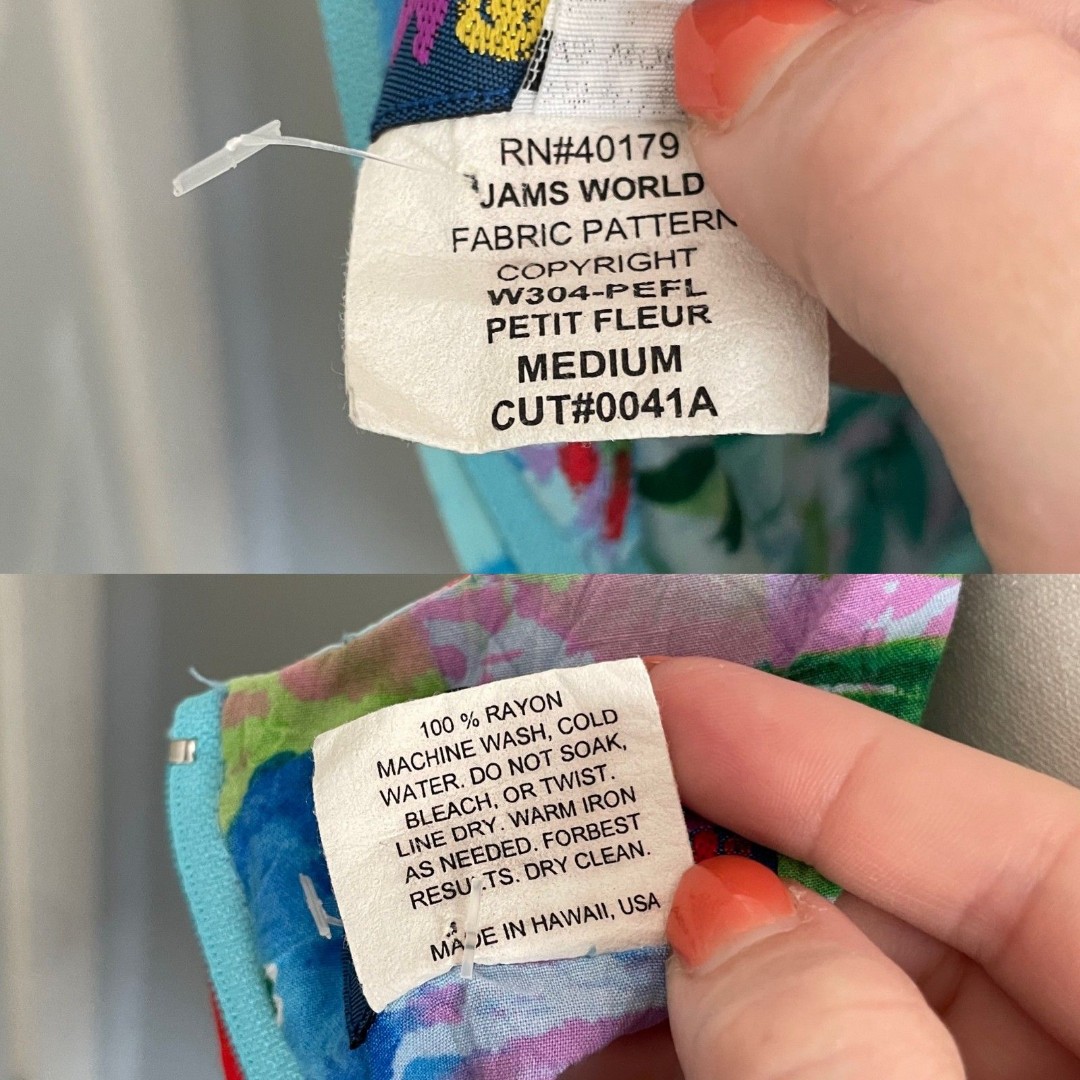 RN#40179
JAMS WORLD
FABRIC PATTERN
COPYRIGHT
W304-PEFL
PETIT FLEUR
MEDIUM
CUT#0041A
100 % RAYON
MACHINE WASH, COLD
WATER. DO NOT SOAK,
BLEACH, OR TWIST.
LINE DRY. WARM IRON
AS NEEDED. FORBEST
RESULTS. DRY CLEAN.
MADE IN HAWAII, USA